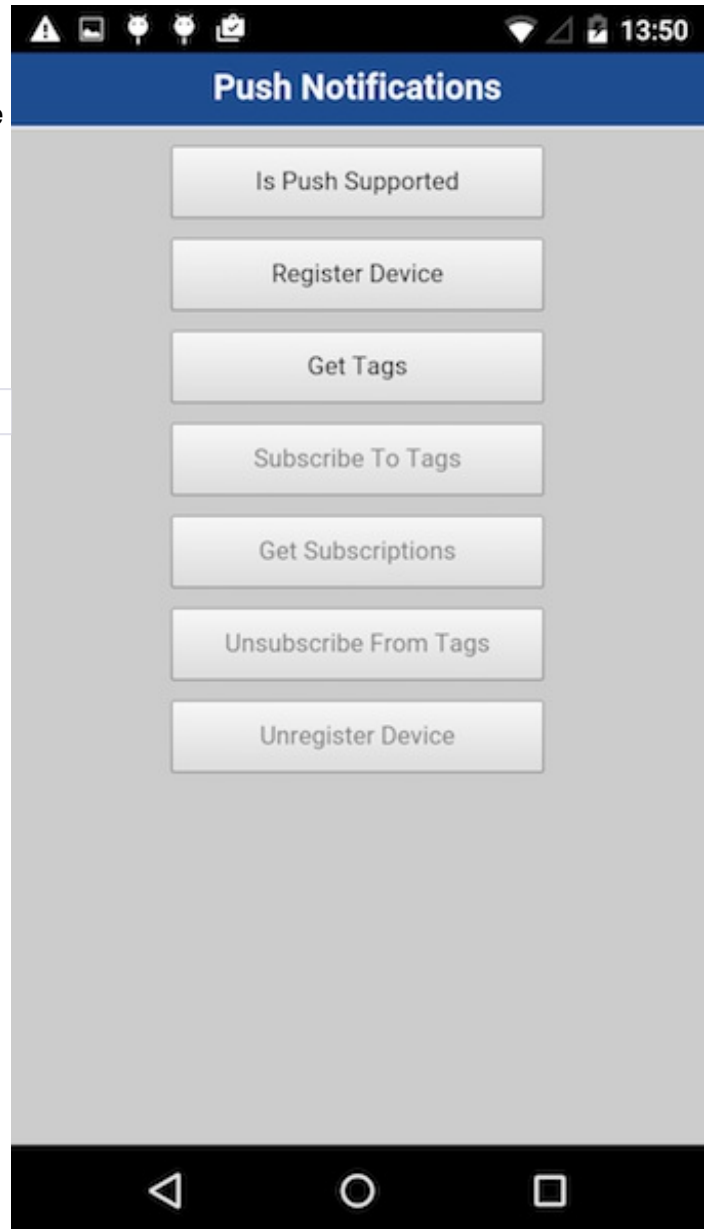 13:50
Push Notifications
e
Is Push Supported
Register Device
Get Tags
Subscribe To Tags
Get Subscriptions
Unsubscribe From Tags
Unregister Device